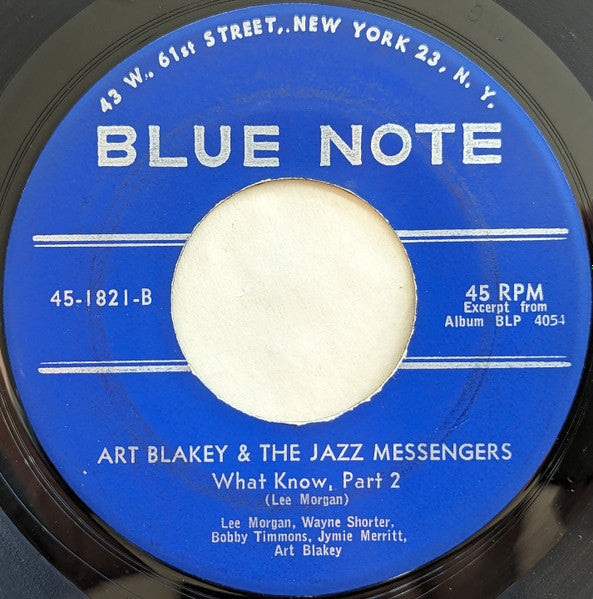 43 W., 61st STREET,. NEW YORK 23, N. Y.
BLUE NOTE
45-1821-B
45 RPM
Excerpt from
Album BLP 4054
ART BLAKEY & THE JAZZ MESSENGERS
What Know, Part 2
(Lee Morgan)
Lee Morgan, Wayne Shorter,
Bobby Timmons, Jymie Merritt,
Art Blakey